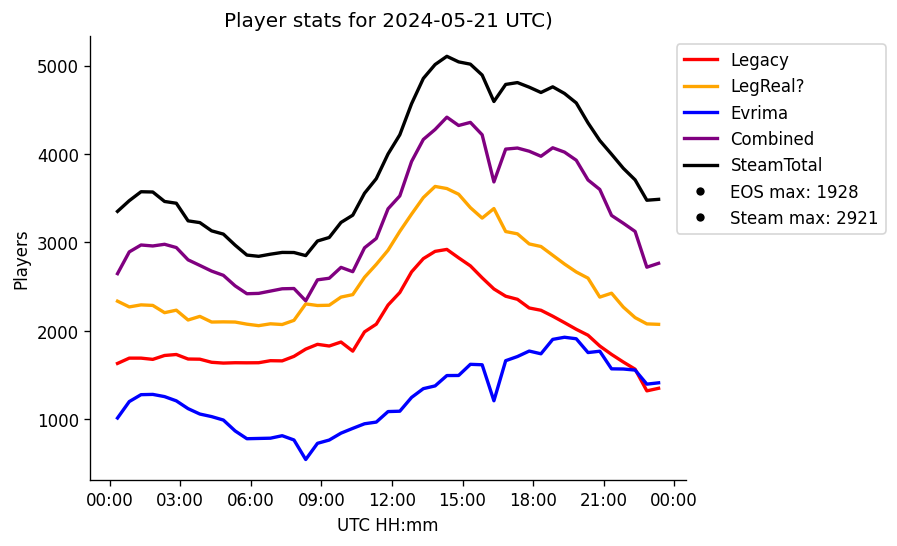 Player stats for 2024-05-21 UTC)
Legacy
LegReal?
Evrima
Combined
SteamTotal
EOS max: 1928
Steam max: 2921
Players
5000
4000
3000
2000
1000
00:00 03:00 06:00 09:00 12:00 15:00 18:00 21:00 00:00
UTC HH:mm